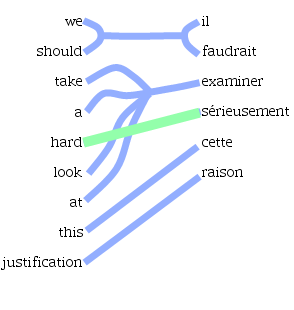 we il
should faudrait
take examiner
a sérieusement
hard cette
look raison
at
this
justification